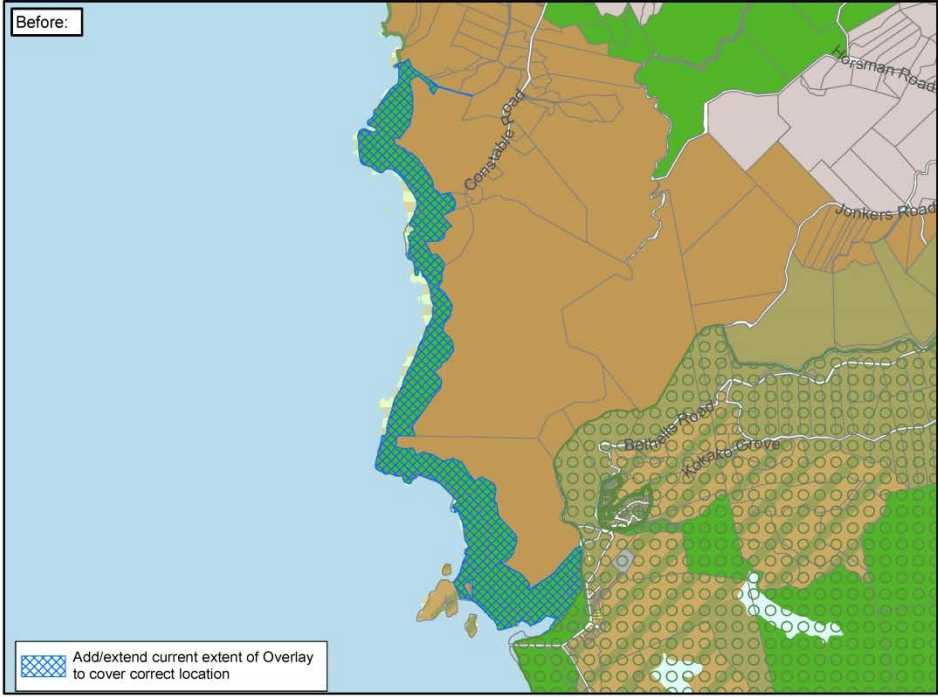 Before:
Horsman Road
Constable Road
Jonkers Road
Bethells Road
Kokako Grove
Add/extend current extent of Overlay
to cover correct location